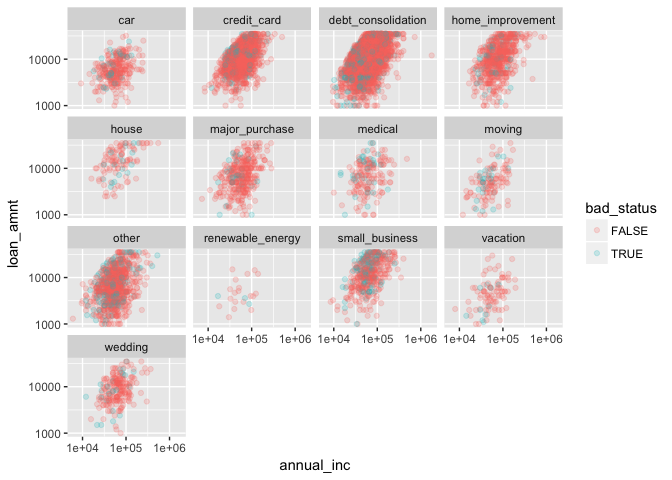 car credit_card debt_consolidation home_improvement
10000
1000
house major_purchase medical moving
10000
1000
other renewable_energy small_business vacation
10000
1000
1e+04 1e+05 1e+06 1e+04 1e+05 1e+06 1e+04 1e+05 1e+06
wedding
10000
1000
1e+04 1e+05 1e+06
annual_inc
loan_amnt
bad_status
FALSE
TRUE